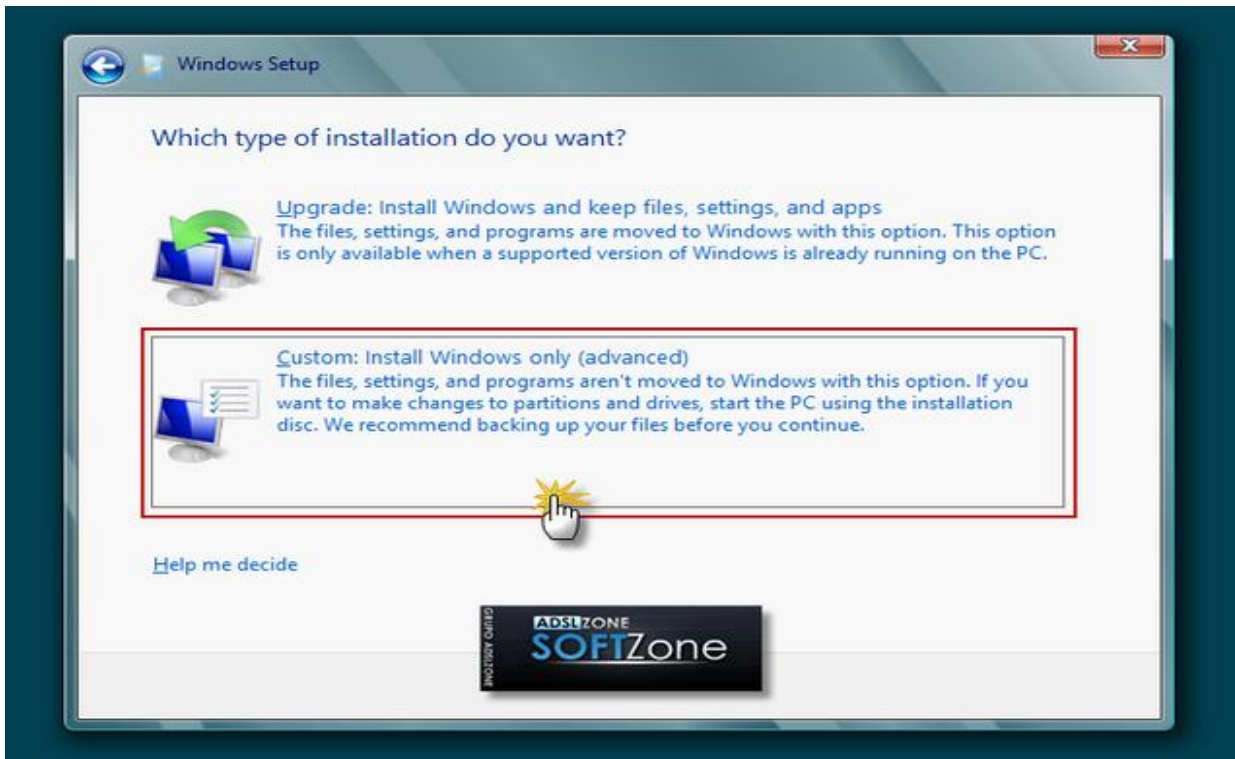 Windows Setup
Which type of installation do you want?
Upgrade: Install Windows and keep files, settings, and apps
The files, settings, and programs are moved to Windows with this option. This option
is only available when a supported version of Windows is already running on the PC.
Custom: Install Windows only (advanced)
The files, settings, and programs aren't moved to Windows with this option. If you
want to make changes to partitions and drives, start the PC using the installation
disc. We recommend backing up your files before you continue.
Help me decide
GRUPO ADSLZONE
ADSLZONE
SOFTZone